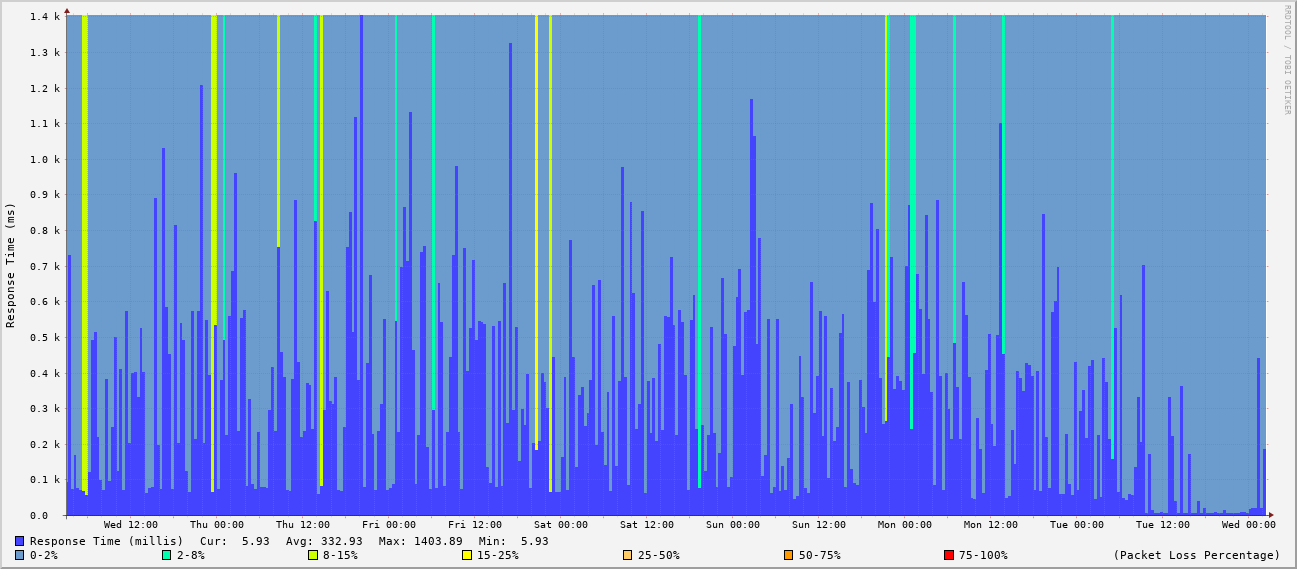 1.4 k
1.3 k
1.2 k
1.1 k
1.0 k
0.9 k
0.8 k
0.7 k
0.6 k
0.5 k
0.4 k
0.3 k
0.2 k
0.1 k
0.0
Response Time (ms)
RRDTOOL / TOBI OETIKER
Wed 12:00 Thu 00:00 Thu 12:00 Fri 00:00 Fri 12:00 Sat 00:00 Sat 12:00 Sun 00:00 Sun 12:00 Mon 00:00 Mon 12:00 Tue 00:00 Tue 12:00 Wed 00:00
Response Time (millis) Cur: 5.93 Avg: 332.93 Max: 1403.89 Min: 5.93
0-2% 2-8% 8-15% 15-25% 25-50% 50-75% 75-100% (Packet Loss Percentage)